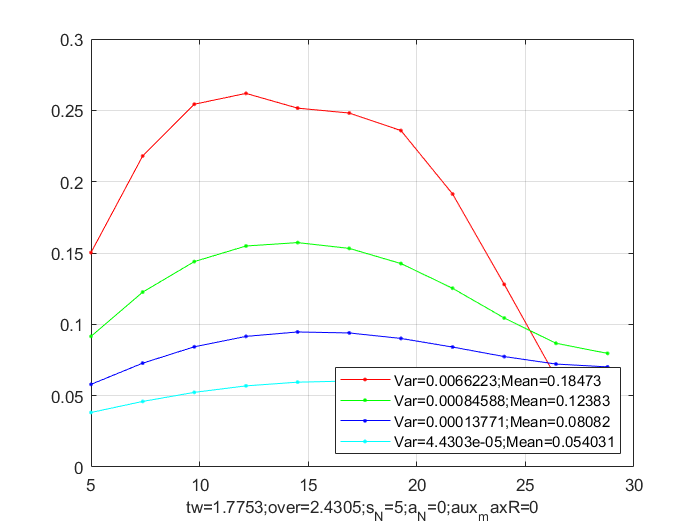 0.3
0.25
0.2
0.15
0.1
0.05
0
5 10 15 20 25 30
Var=0.0066223;Mean=0.18473
Var=0.00084588;Mean=0.12383
Var=0.00013771;Mean=0.08082
Var=4.4303e-05;Mean=0.054031
tw=1.7753;over=2.4305;s_N=5;a_N=0;aux_maxR=0